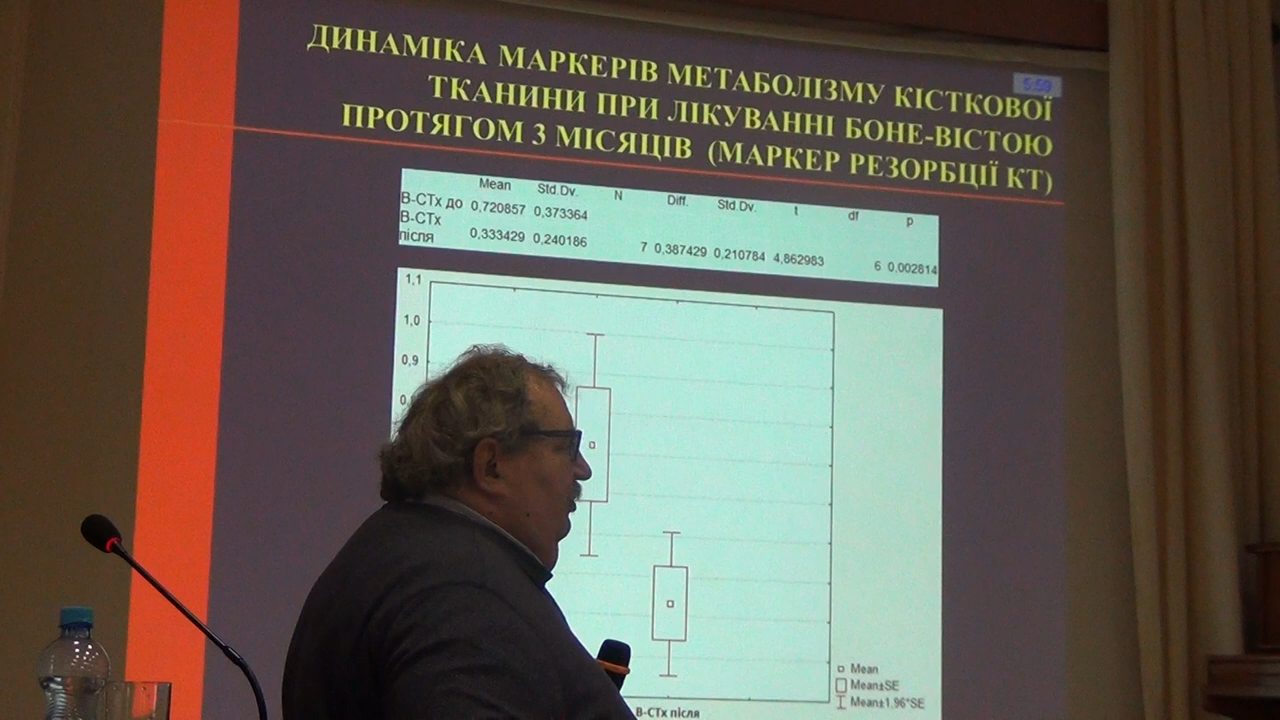 ДИНАМІКА МАРКЕРІВ МЕТАБОЛІЗМУ КІСТКОВОЇ
ТКАНИНИ ПРИ ЛІКУВАННІ БОНЕ-ВІСТОЮ
ПРОТЯГОМ 3 МІСЯЦІВ (МАРКЕР РЕЗОРБЦІЇ КТ)
5:59
Mean Std.Dv. N Diff. Std.Dv. t df p
В-СТх до 0,720857 0,373364
В-СТх
після 0,333429 0,240186 7 0,387429 0,210784 4,862983 6 0,002814
1,1
1,0
0,9
Mean
Mean±SE
Mean±1,96*SE
В-СТх після